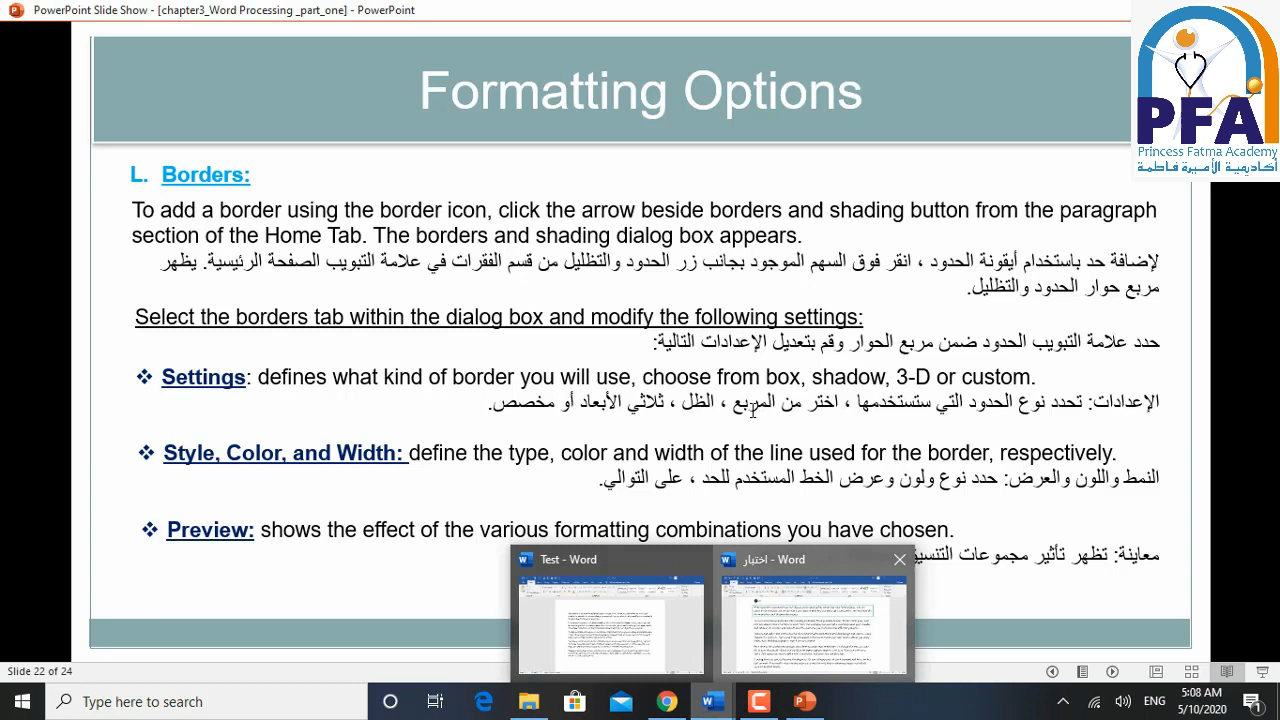 PowerPoint Slide Show - [chapter3_Word Processing _part_one] - PowerPoint
Formatting Options
PFA
Princess Fatma Academy
أكاديمية الأميرة فاطمة
L. Borders:
To add a border using the border icon, click the arrow beside borders and shading button from the paragraph
section of the Home Tab. The borders and shading dialog box appears.
لإضافة حد باستخدام أيقونة الحدود ، انقر فوق السهم الموجود بجانب زر الحدود والتظليل من قسم الفقرات في علامة التبويب الصفحة الرئيسية. يظهر
مربع حوار الحدود والتظليل.
Select the borders tab within the dialog box and modify the following settings:
حدد علامة التبويب الحدود ضمن مربع الحوار وقم بتعديل الإعدادات التالية:
❖ Settings: defines what kind of border you will use, choose from box, shadow, 3-D or custom.
الإعدادات: تحدد نوع الحدود التي ستستخدمها ، اختر من المربع ، الظل ، ثلاثي الأبعاد أو مخصص.
❖ Style, Color, and Width: define the type, color and width of the line used for the border, respectively.
النمط واللون والعرض: حدد نوع ولون وعرض الخط المستخدم للحد ، على التوالي.
❖ Preview: shows the effect of the various formatting combinations you have chosen.
معاينة: تظهر تأثير مجموعات التنسيق
Test - Word
اختبار - Word
Slide 22 of 24
Type here to search
ENG
5:08 AM
5/10/2020